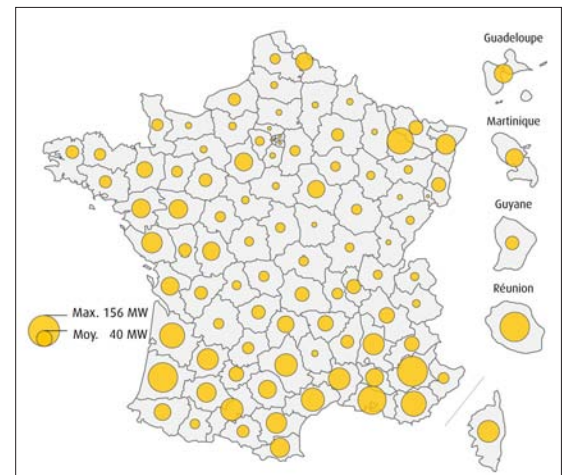 Guadeloupe
Martinique
Guyane
Réunion
Max. 156 MW
Moy. 40 MW